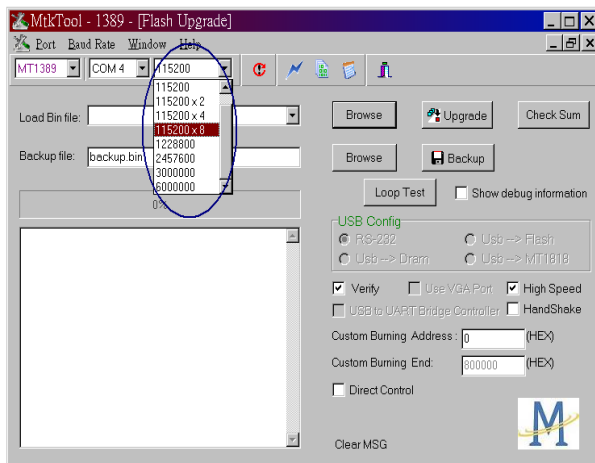 MtkTool - 1389 - [Flash Upgrade]
Port Baud Rate Window Help
MT1389 COM 4 115200
115200
115200 x 2
115200 x 4
115200 x 8
1228800
2457600
3000000
6000000
Load Bin file:
Browse Upgrade Check Sum
Backup file: backup.bin
Browse Backup
Loop Test Show debug information
0%
USB Config
RS-232 Usb --> Flash
Usb --> Dram Usb --> MT1818
Verify Use VGA Port High Speed
USB to UART Bridge Controller HandShake
Custom Burning Address : 0 (HEX)
Custom Burning End: 800000 (HEX)
Direct Control
M
Clear MSG